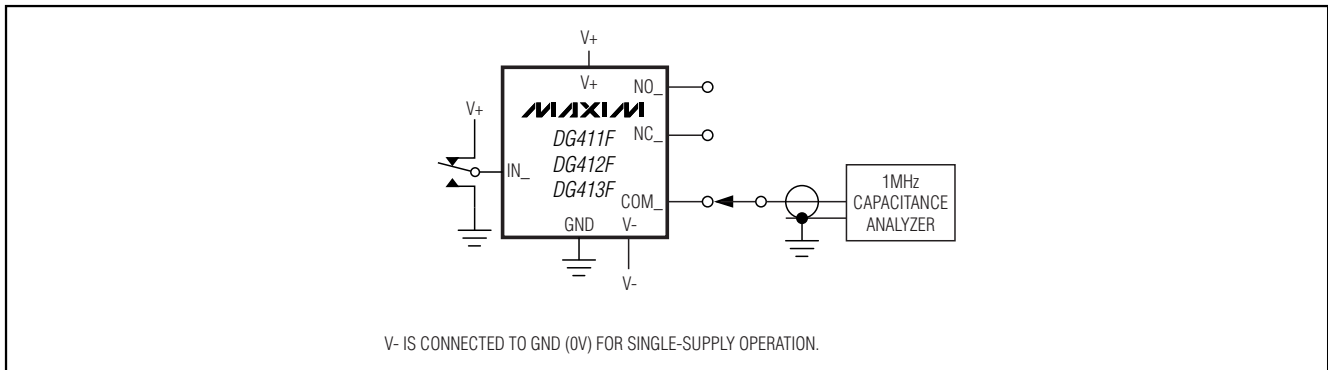 V+
V+
NO_
MAXIM
V+
DG411F
NC_
DG412F
IN_
DG413F
COM_
1MHz
CAPACITANCE
ANALYZER
GND
V-
V-
V- IS CONNECTED TO GND (0V) FOR SINGLE-SUPPLY OPERATION.